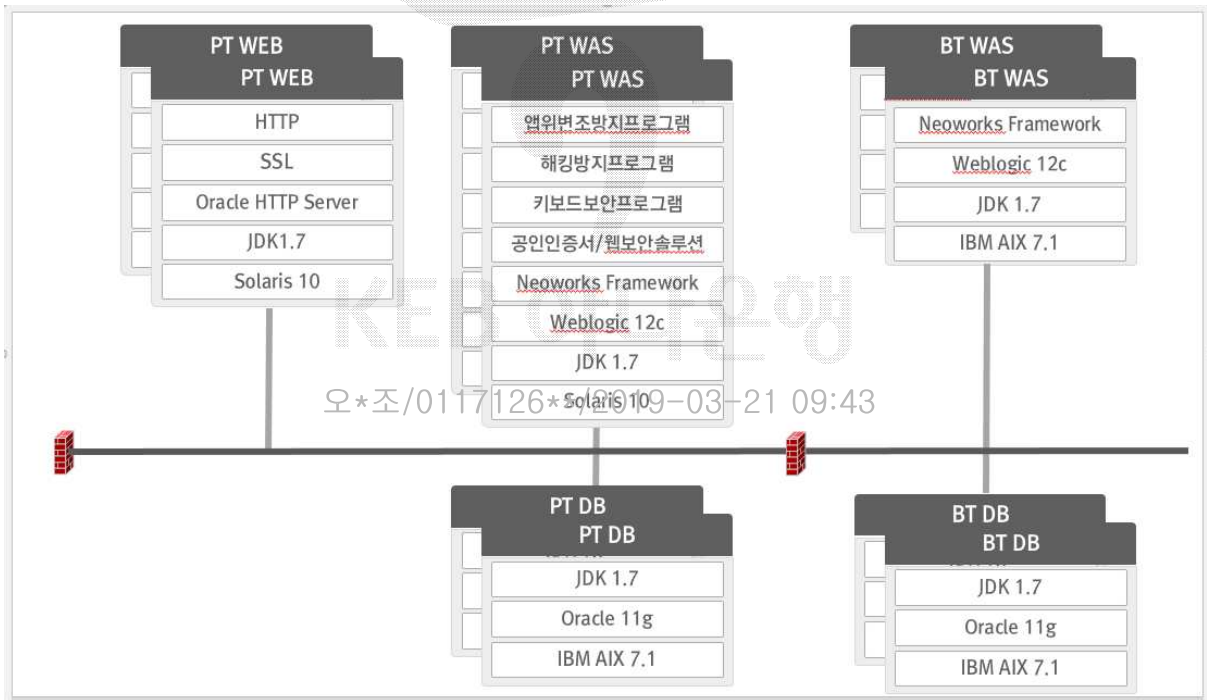 PT WEB
PT WEB
HTTP
SSL
Oracle HTTP Server
JDK1.7
Solaris 10
PT WAS
PT WAS
앱위변조방지프로그램
해킹방지프로그램
키보드보안프로그램
공인인증서/웹보안솔루션
Neoworks Framework
Weblogic 12c
JDK 1.7
Solaris 10
BT WAS
BT WAS
Neoworks Framework
Weblogic 12c
JDK 1.7
IBM AIX 7.1
KEB 하나은행
오*조/0117126**/2019-03-21 09:43
PT DB
PT DB
JDK 1.7
Oracle 11g
IBM AIX 7.1
BT DB
BT DB
JDK 1.7
Oracle 11g
IBM AIX 7.1